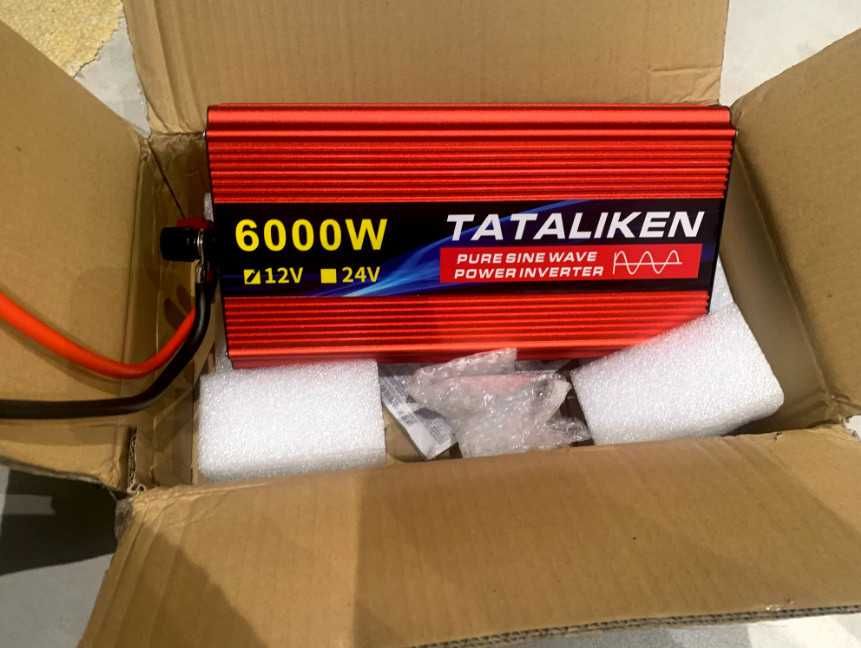 6000W
12V 24V
TATALIKEN
PURE SINE WAVE
POWER INVERTER